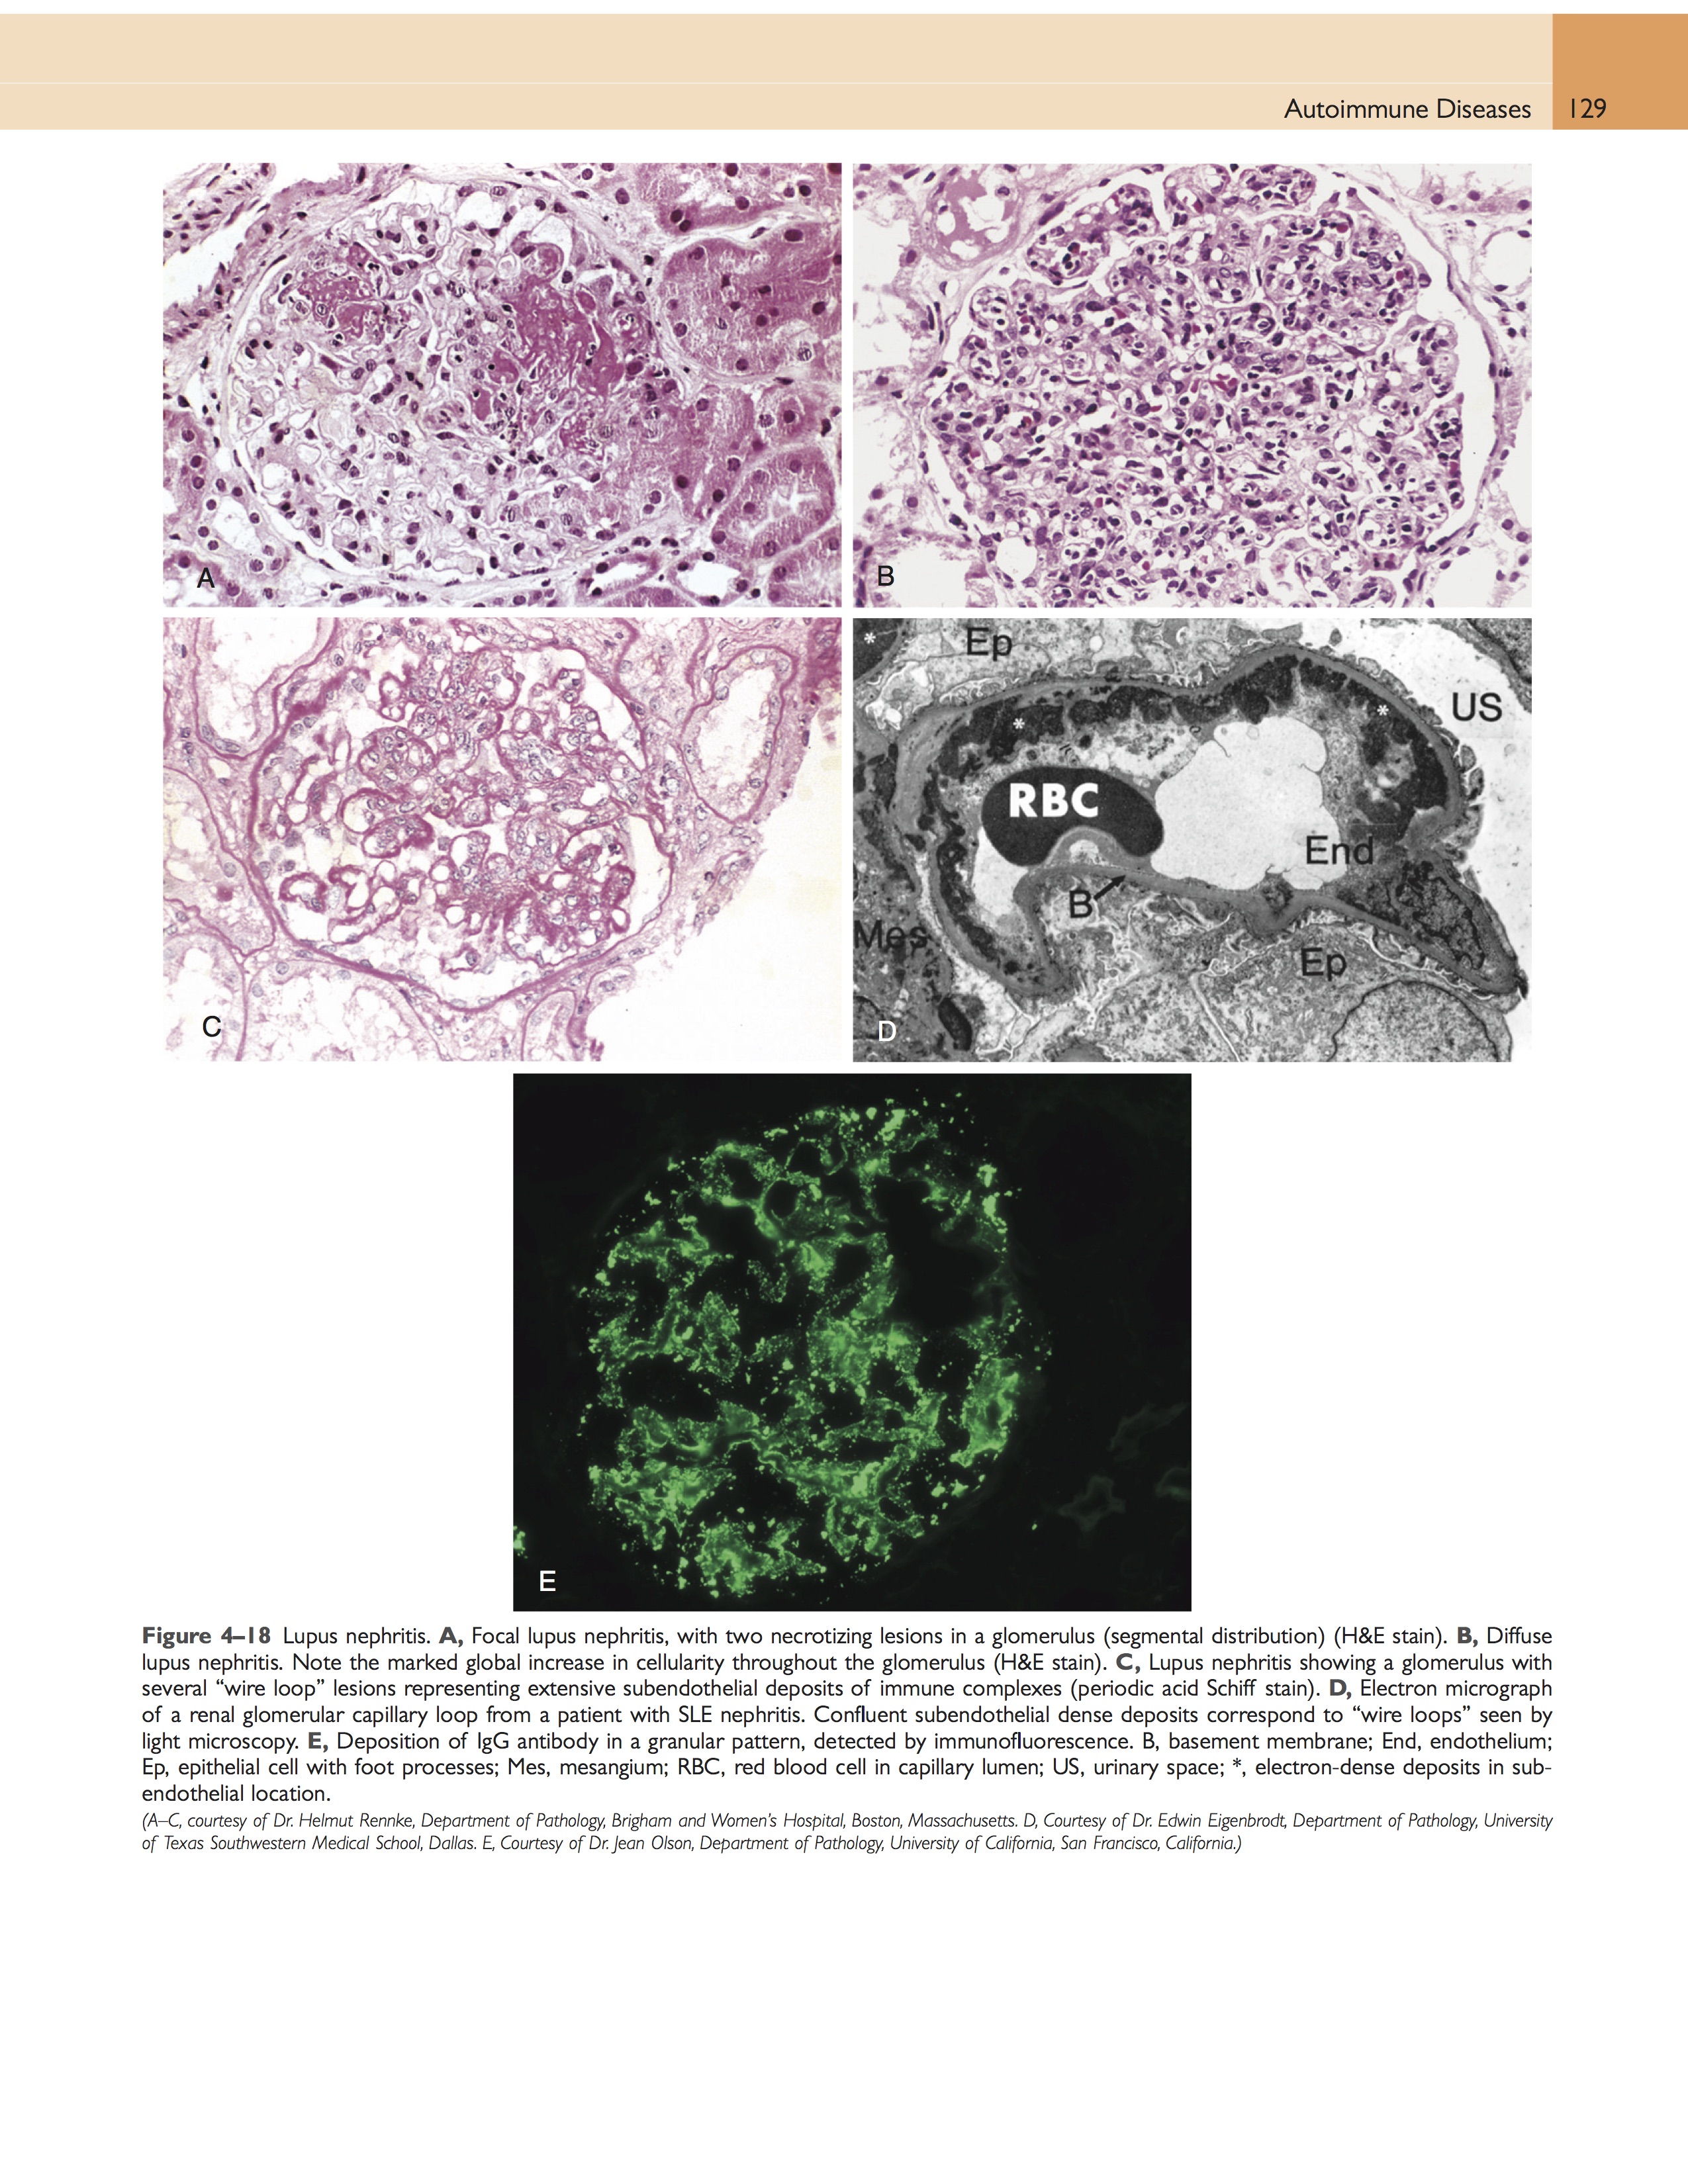 Autoimmune Diseases 129
A
B
C
Ep
*
*
*
US
RBC
End
B
Mes
Ep
D
E
Figure 4–18 Lupus nephritis. A, Focal lupus nephritis, with two necrotizing lesions in a glomerulus (segmental distribution) (H&E stain). B, Diffuse
lupus nephritis. Note the marked global increase in cellularity throughout the glomerulus (H&E stain). C, Lupus nephritis showing a glomerulus with
several “wire loop” lesions representing extensive subendothelial deposits of immune complexes (periodic acid Schiff stain). D, Electron micrograph
of a renal glomerular capillary loop from a patient with SLE nephritis. Confluent subendothelial dense deposits correspond to “wire loops” seen by
light microscopy. E, Deposition of IgG antibody in a granular pattern, detected by immunofluorescence. B, basement membrane; End, endothelium;
Ep, epithelial cell with foot processes; Mes, mesangium; RBC, red blood cell in capillary lumen; US, urinary space; *, electron-dense deposits in sub-
endothelial location.
(A–C, courtesy of Dr. Helmut Rennke, Department of Pathology, Brigham and Women’s Hospital, Boston, Massachusetts. D, Courtesy of Dr. Edwin Eigenbrodt, Department of Pathology, University
of Texas Southwestern Medical School, Dallas. E, Courtesy of Dr. Jean Olson, Department of Pathology, University of California, San Francisco, California.)